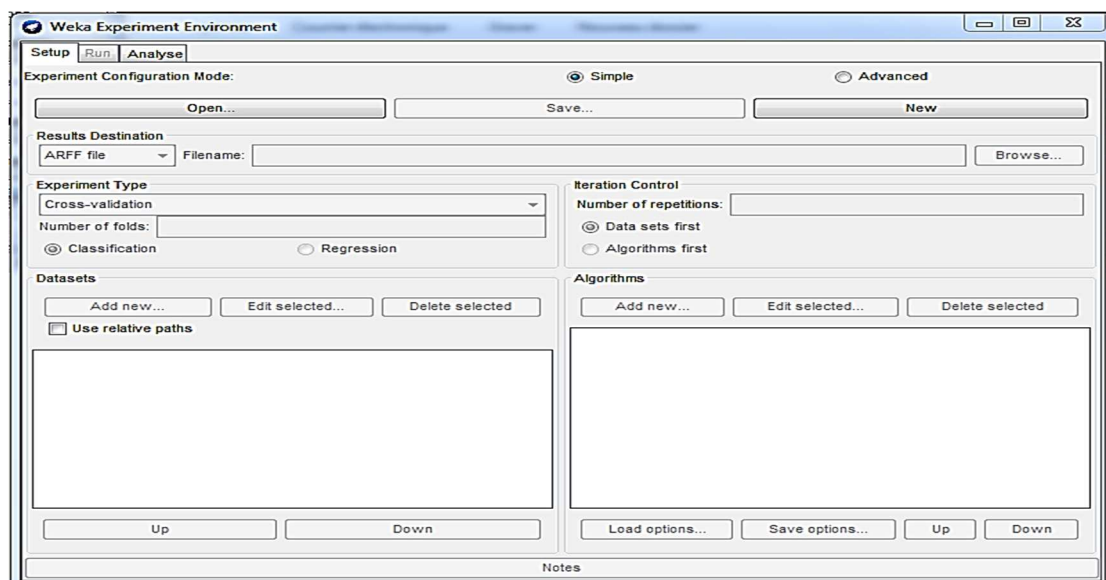 Weka Experiment Environment
Setup Run Analyse
Experiment Configuration Mode: Simple Advanced
Open... Save... New
Results Destination
ARFF file Filename: Browse...
Experiment Type
Cross-validation
Number of folds:
Classification Regression
Iteration Control
Number of repetitions:
Data sets first
Algorithms first
Datasets
Add new... Edit selected... Delete selected
Use relative paths
Up Down
Algorithms
Add new... Edit selected... Delete selected
Load options... Save options... Up Down
Notes